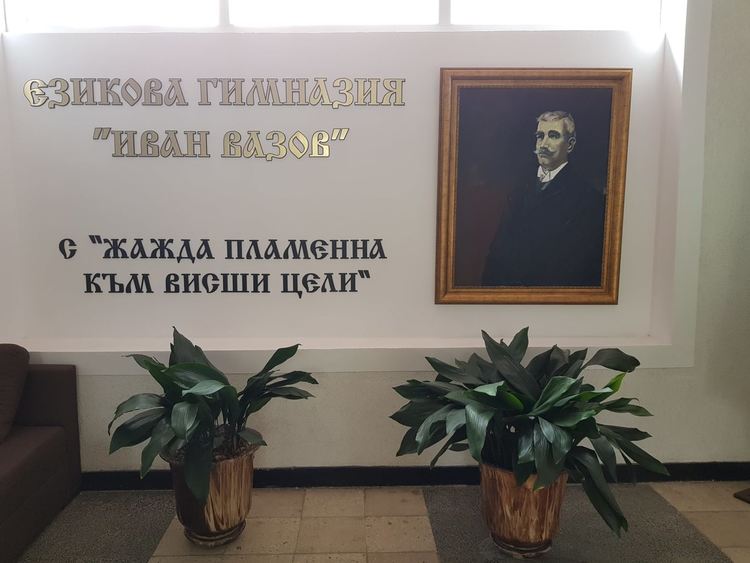 ЕЗИКОВА ГИМНАЗИЯ
"ИВАН ВАЗОВ"
С "ЖАЖДА ПЛАМЕННА
КЪМ ВИСШИ ЦЕЛИ"